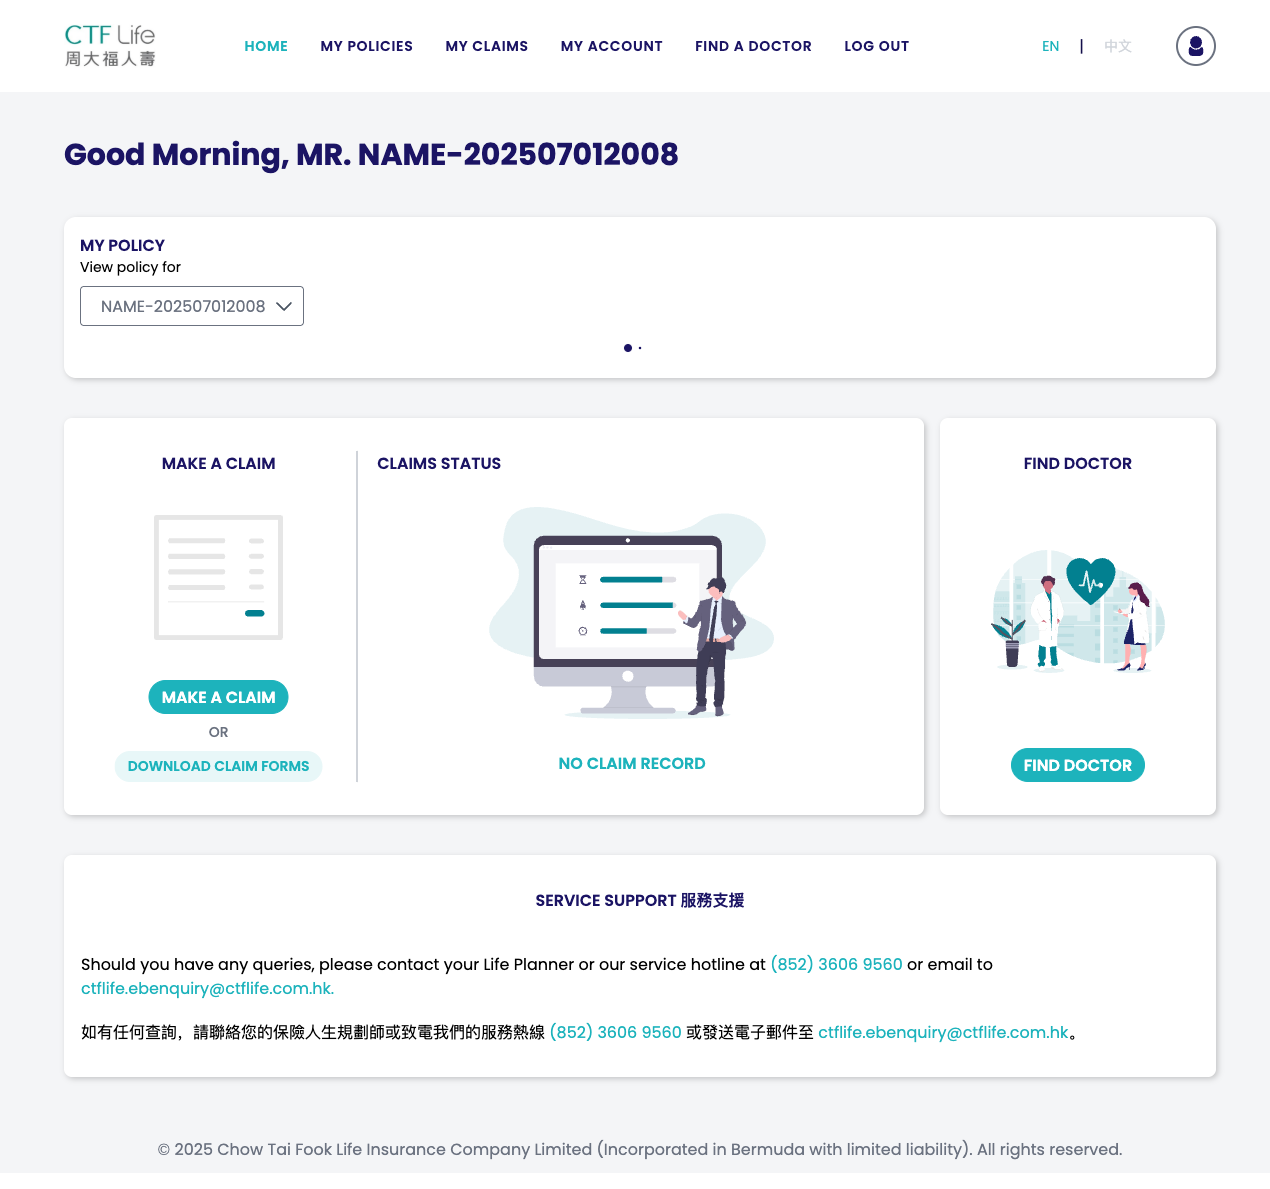 CTF Life
周大福人壽
HOME
MY POLICIES
MY CLAIMS
MY ACCOUNT
FIND A DOCTOR
LOG OUT
EN | 中文
Good Morning, MR. NAME-202507012008
MY POLICY
View policy for
NAME-202507012008
MAKE A CLAIM
MAKE A CLAIM
OR
DOWNLOAD CLAIM FORMS
CLAIMS STATUS
NO CLAIM RECORD
FIND DOCTOR
FIND DOCTOR
SERVICE SUPPORT 服務支援
Should you have any queries, please contact your Life Planner or our service hotline at (852) 3606 9560 or email to
ctflife.ebenquiry@ctflife.com.hk.
如有任何查詢，請聯絡您的保險人生規劃師或致電我們的服務熱線 (852) 3606 9560 或發送電子郵件至 ctflife.ebenquiry@ctflife.com.hk。
© 2025 Chow Tai Fook Life Insurance Company Limited (Incorporated in Bermuda with limited liability). All rights reserved.